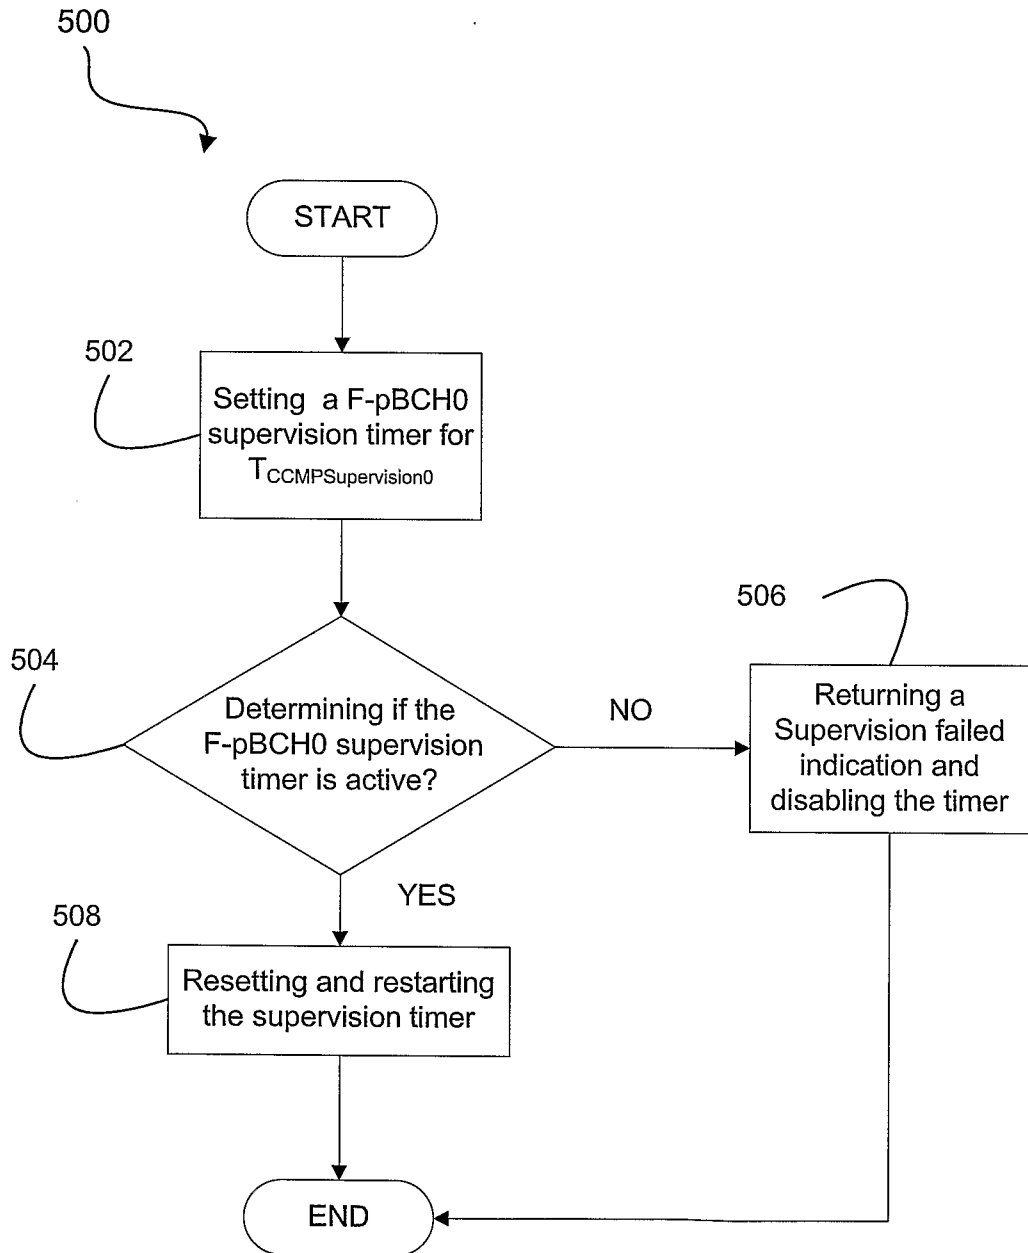 500
START
502
Setting a F-pBCH0
supervision timer for
TCCMPSupervision0
506
504
Determining if the
F-pBCH0 supervision
timer is active?
NO
Returning a
Supervision failed
indication and
disabling the timer
YES
508
Resetting and restarting
the supervision timer
END